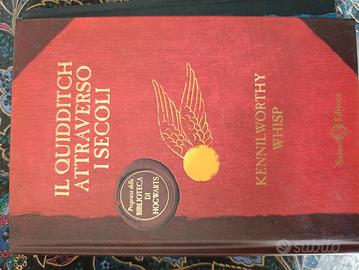 IL QUIDDITCH
ATTRAVERSO
I SECOLI
Proprietà della
BIBLIOTECA
DI
HOGWARTS
KENNILWORTHY
WHISP
Salani Editore
subito